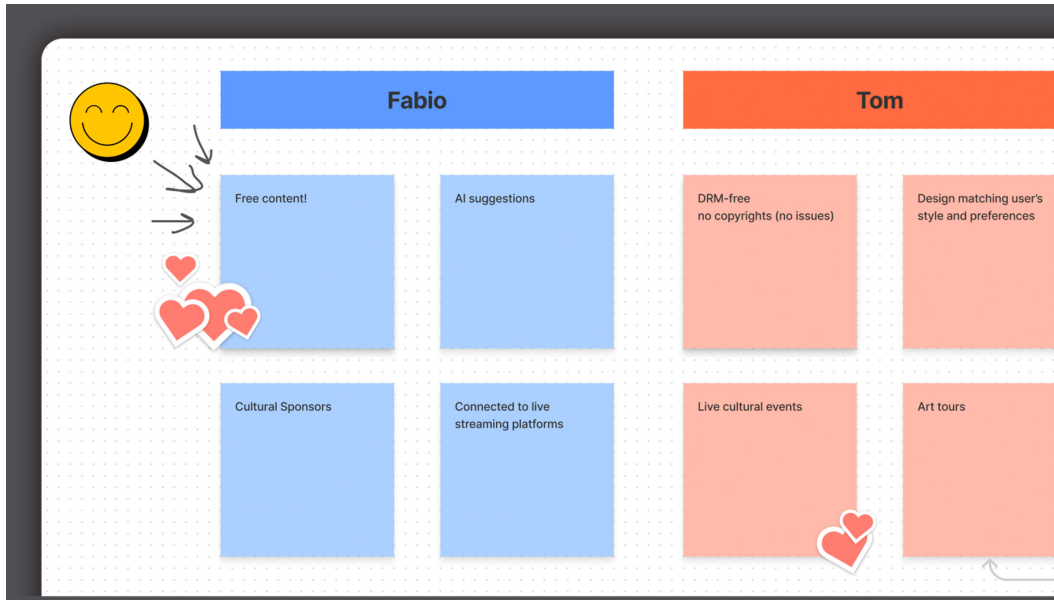 Fabio
Tom
Free content!
AI suggestions
DRM-free
no copyrights (no issues)
Design matching user's
style and preferences
Cultural Sponsors
Connected to live
streaming platforms
Live cultural events
Art tours